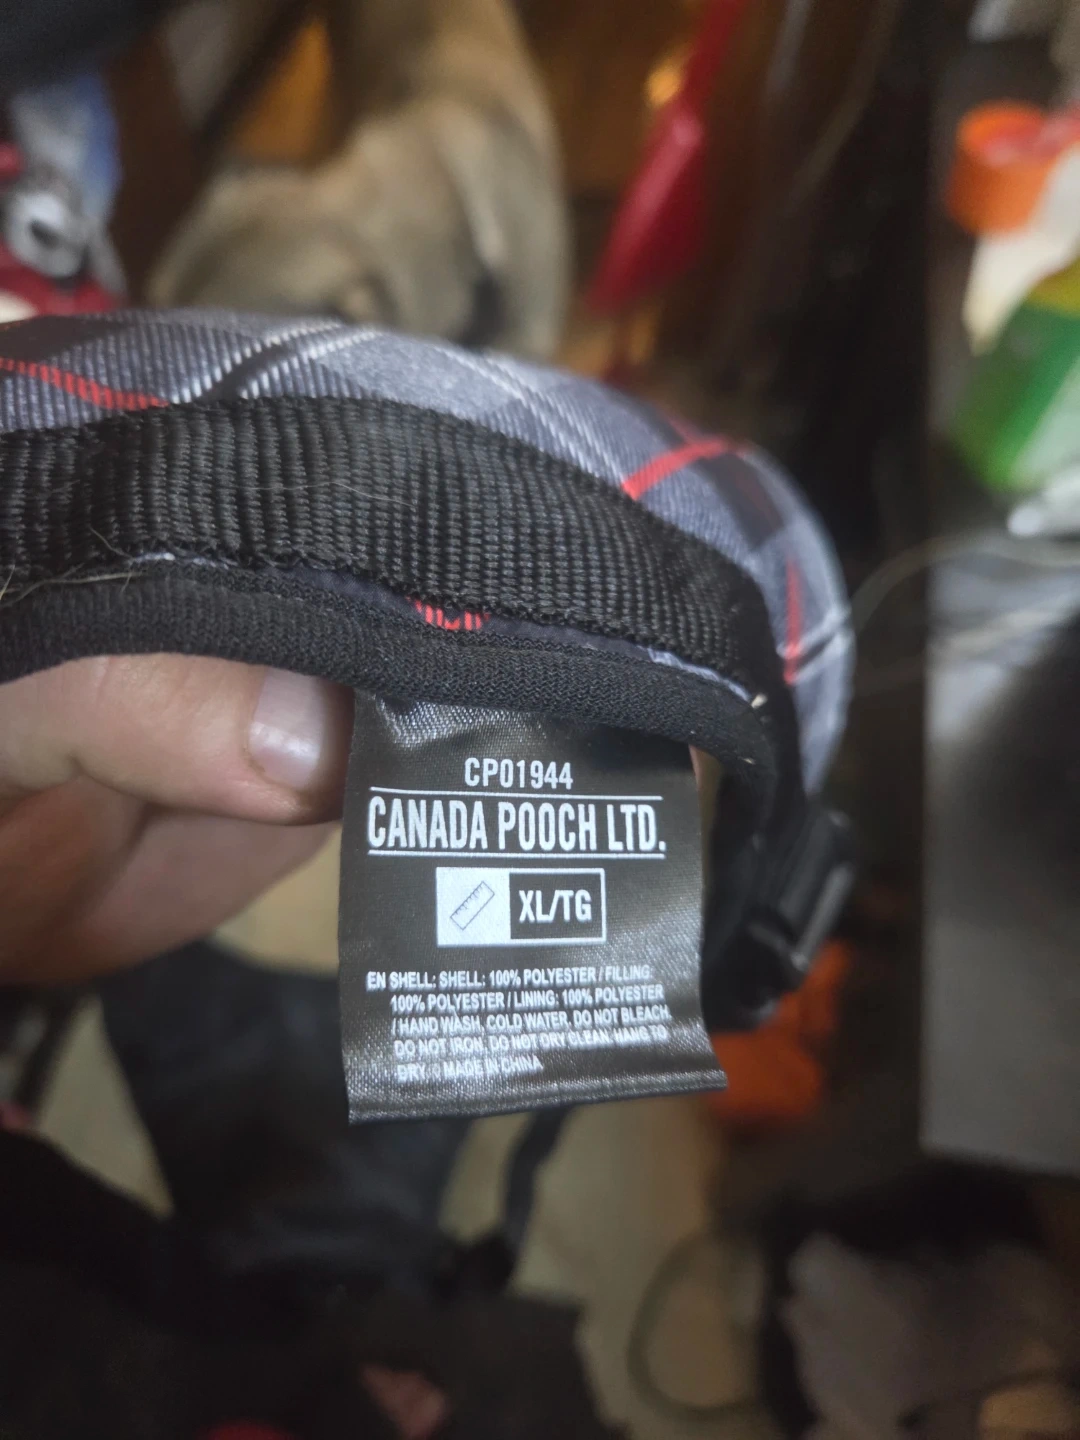 CP01944
CANADA POOCH LTD.
XL/TG
EN SHELL: SHELL: 100% POLYESTER / FILLING:
100% POLYESTER / LINING: 100% POLYESTER
/ HAND WASH, COLD WATER, DO NOT BLEACH.
DO NOT IRON. DO NOT DRY CLEAN. HANG TO
DRY. // MADE IN CHINA